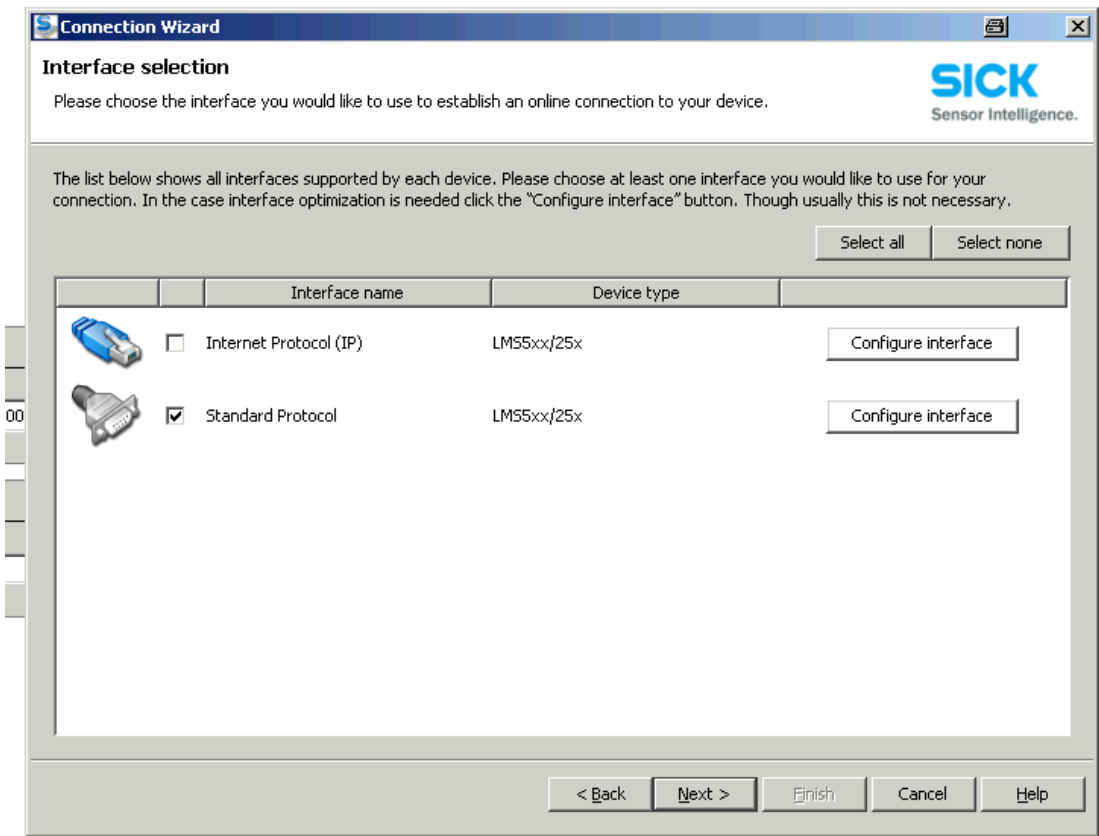 Connection Wizard
Interface selection
Please choose the interface you would like to use to establish an online connection to your device.
SICK
Sensor Intelligence.
The list below shows all interfaces supported by each device. Please choose at least one interface you would like to use for your
connection. In the case interface optimization is needed click the "Configure interface" button. Though usually this is not necessary.
Select all Select none
Interface name Device type
Internet Protocol (IP) LMS5xx/25x Configure interface
00
Standard Protocol LMS5xx/25x Configure interface
< Back Next > Finish Cancel Help